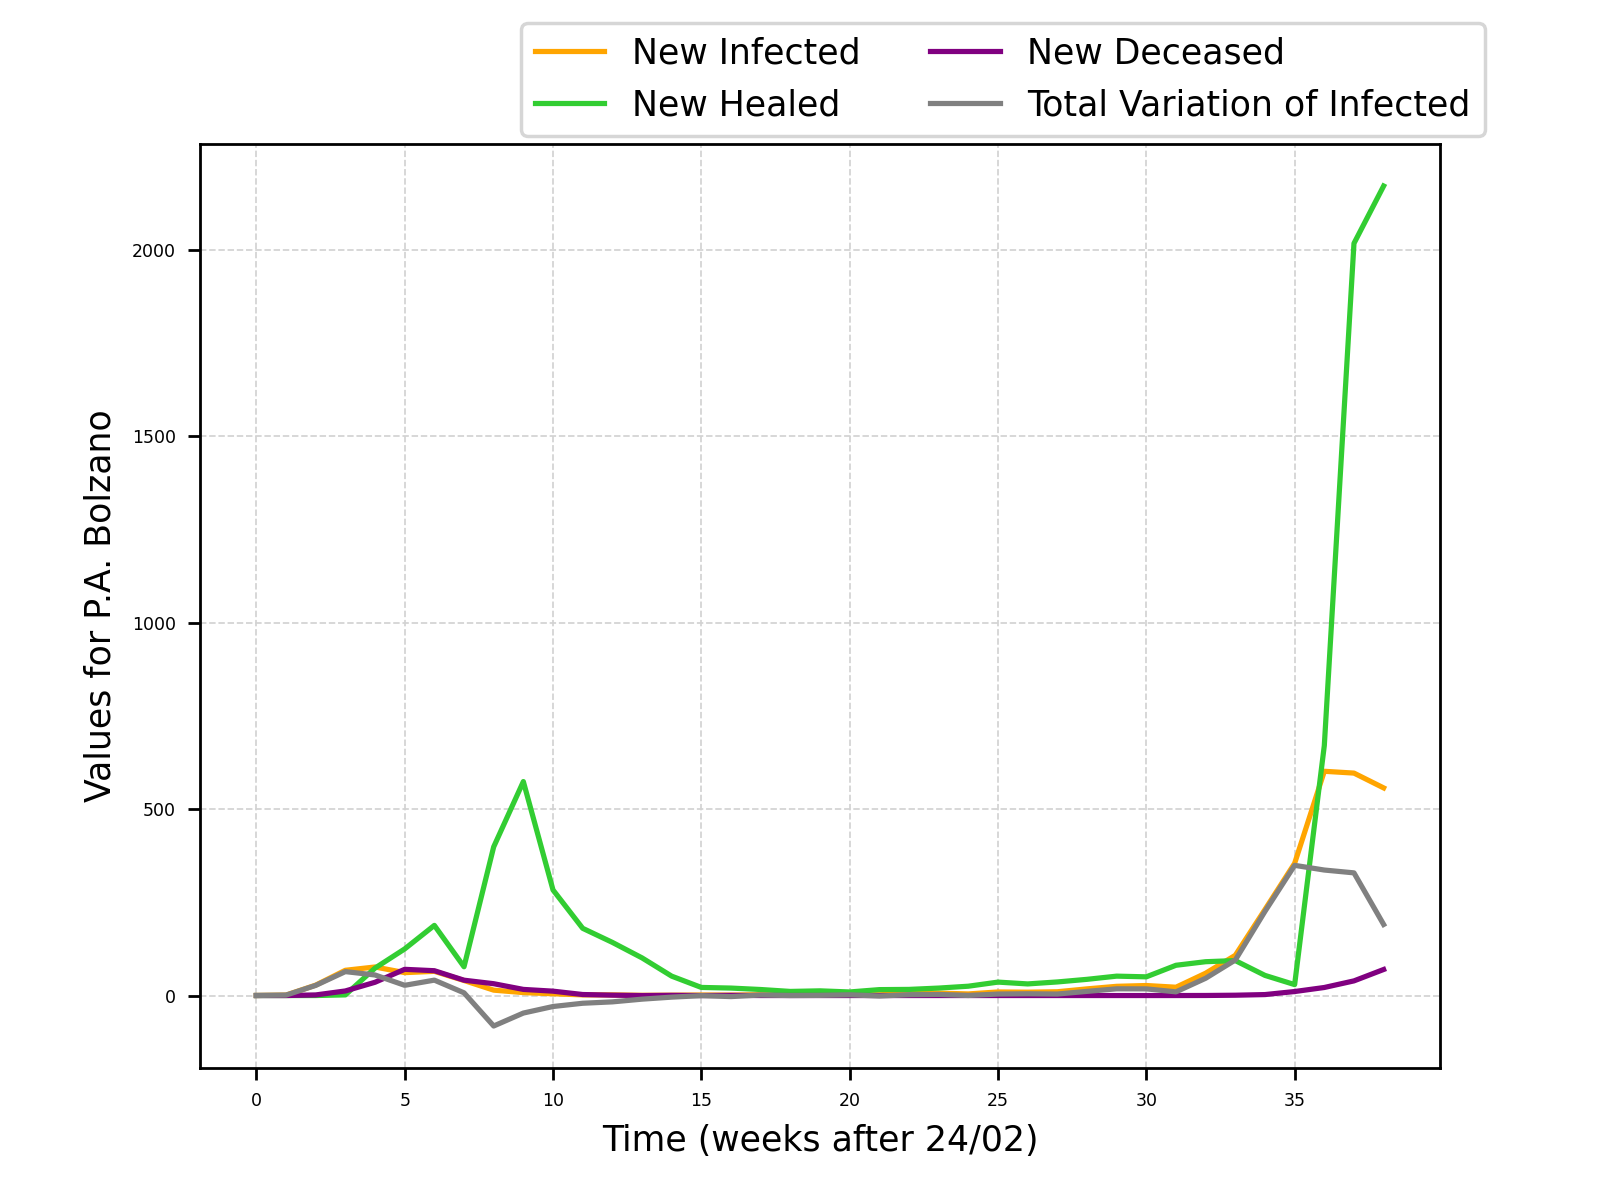 New Infected
New Healed
New Deceased
Total Variation of Infected
Values for P.A. Bolzano
2000
1500
1000
500
0
0 5 10 15 20 25 30 35
Time (weeks after 24/02)